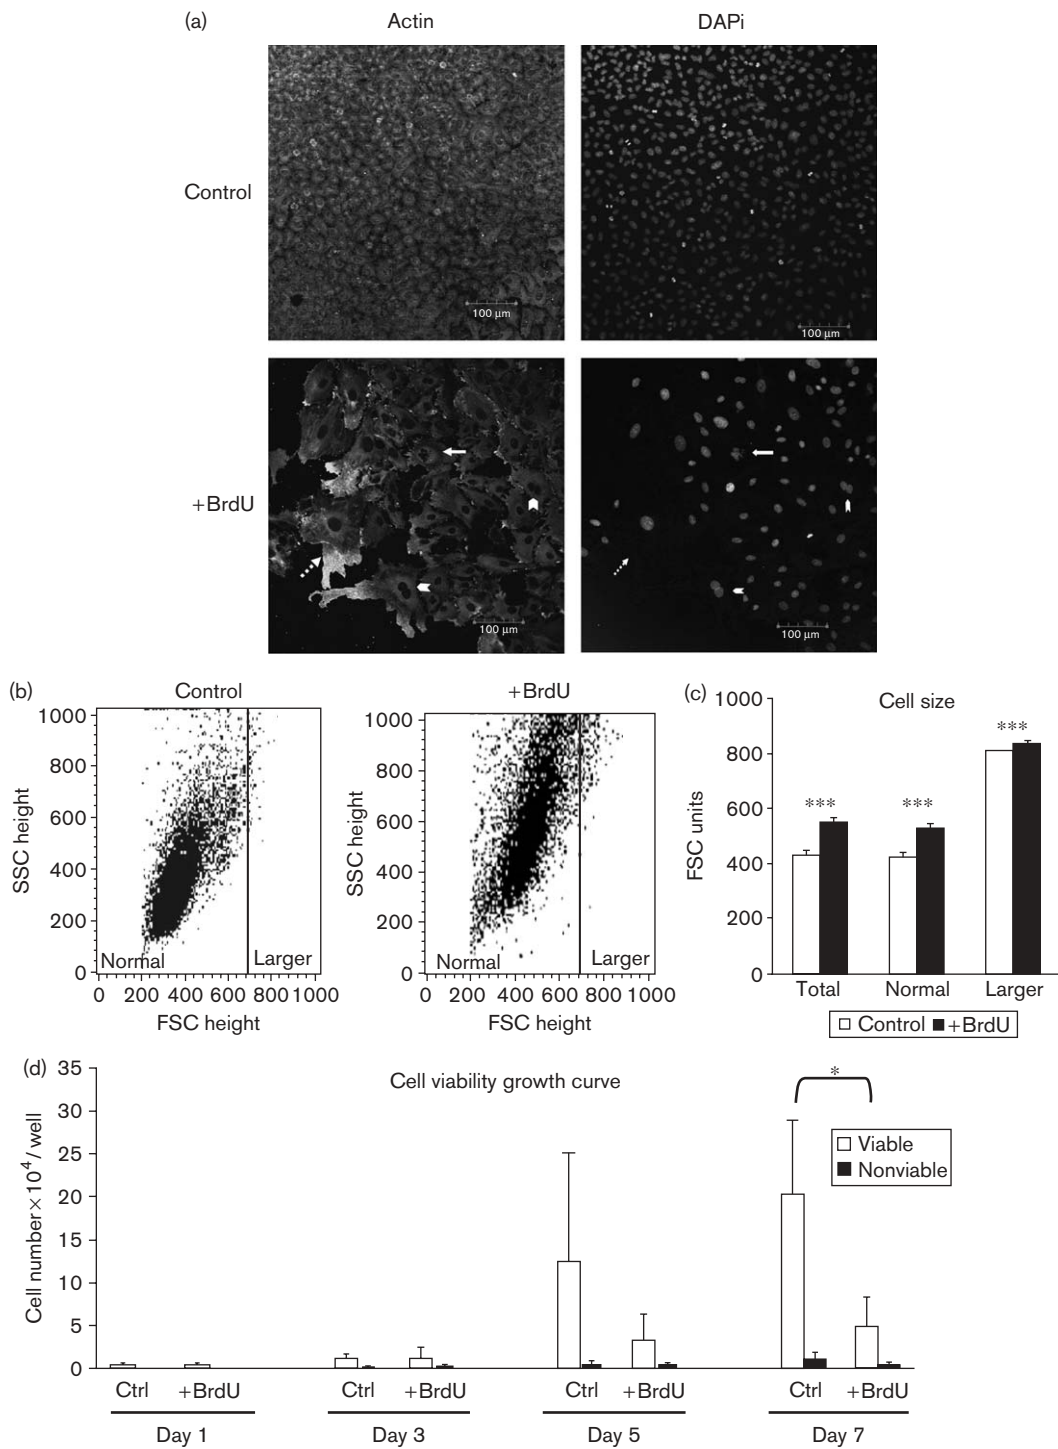 (a)
Actin
DAPi
Control
100 µm
100 µm
+BrdU
100 µm
100 µm
(b)
Control
+BrdU
SSC height
1000
800
600
400
200
0
Normal
Larger
0 200 400 600 800 1000
FSC height
SSC height
1000
800
600
400
200
0
Normal
Larger
0 200 400 600 800 1000
FSC height
(c)
Cell size
FSC units
1000
800
600
400
200
0
***
***
***
Total
Normal
Larger
Control +BrdU
(d)
Cell viability growth curve
Cell number×10⁴/well
35
30
25
20
15
10
5
0
*
Viable
Nonviable
Ctrl +BrdU
Ctrl +BrdU
Ctrl +BrdU
Ctrl +BrdU
Day 1
Day 3
Day 5
Day 7